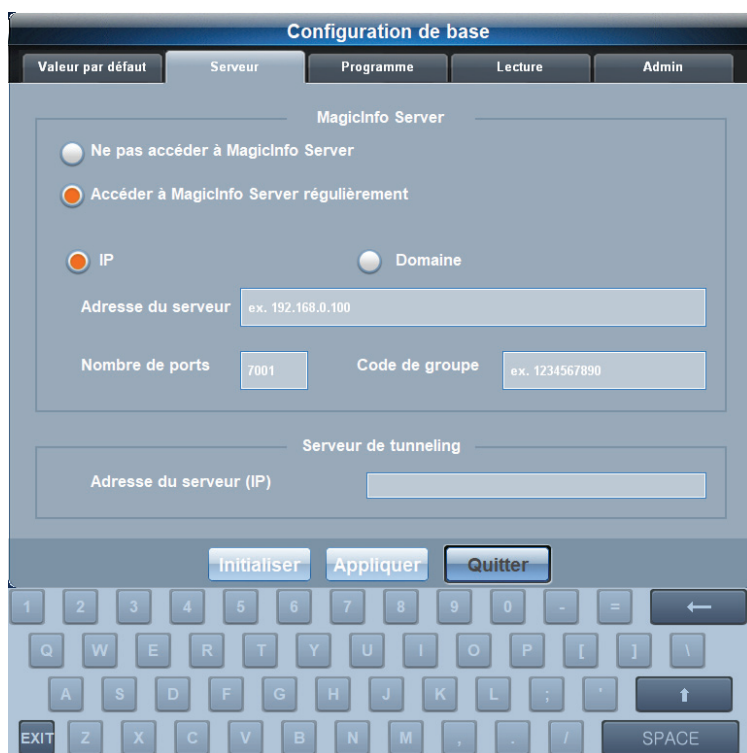 Configuration de base
Valeur par défaut Serveur Programme Lecture Admin
MagicInfo Server
Ne pas accéder à MagicInfo Server
Accéder à MagicInfo Server régulièrement
IP Domaine
Adresse du serveur ex. 192.168.0.100
Nombre de ports 7001 Code de groupe ex. 1234567890
Serveur de tunneling
Adresse du serveur (IP)
Initialiser Appliquer Quitter
1 2 3 4 5 6 7 8 9 0 - = ←
Q W E R T Y U I O P [ ] \
A S D F G H J K L ; ' ↑
EXIT Z X C V B N M , . / SPACE